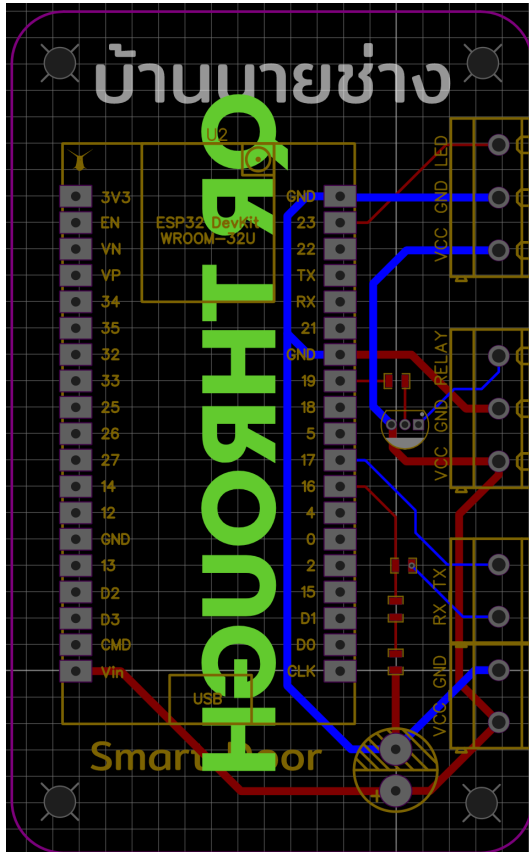 บ้านนายช่าง
QR THROUGH
U2
ESP32 DevKit
WROOM-32U
3V3
EN
VN
VP
34
35
32
33
25
26
27
14
12
GND
13
D2
D3
CMD
Vin
GND
23
22
TX
RX
21
GND
19
18
5
17
16
4
0
2
15
D1
D0
CLK
LED
GND
VCC
RELAY
GND
VCC
TX
RX
GND
VCC
USB
Smart Door
+